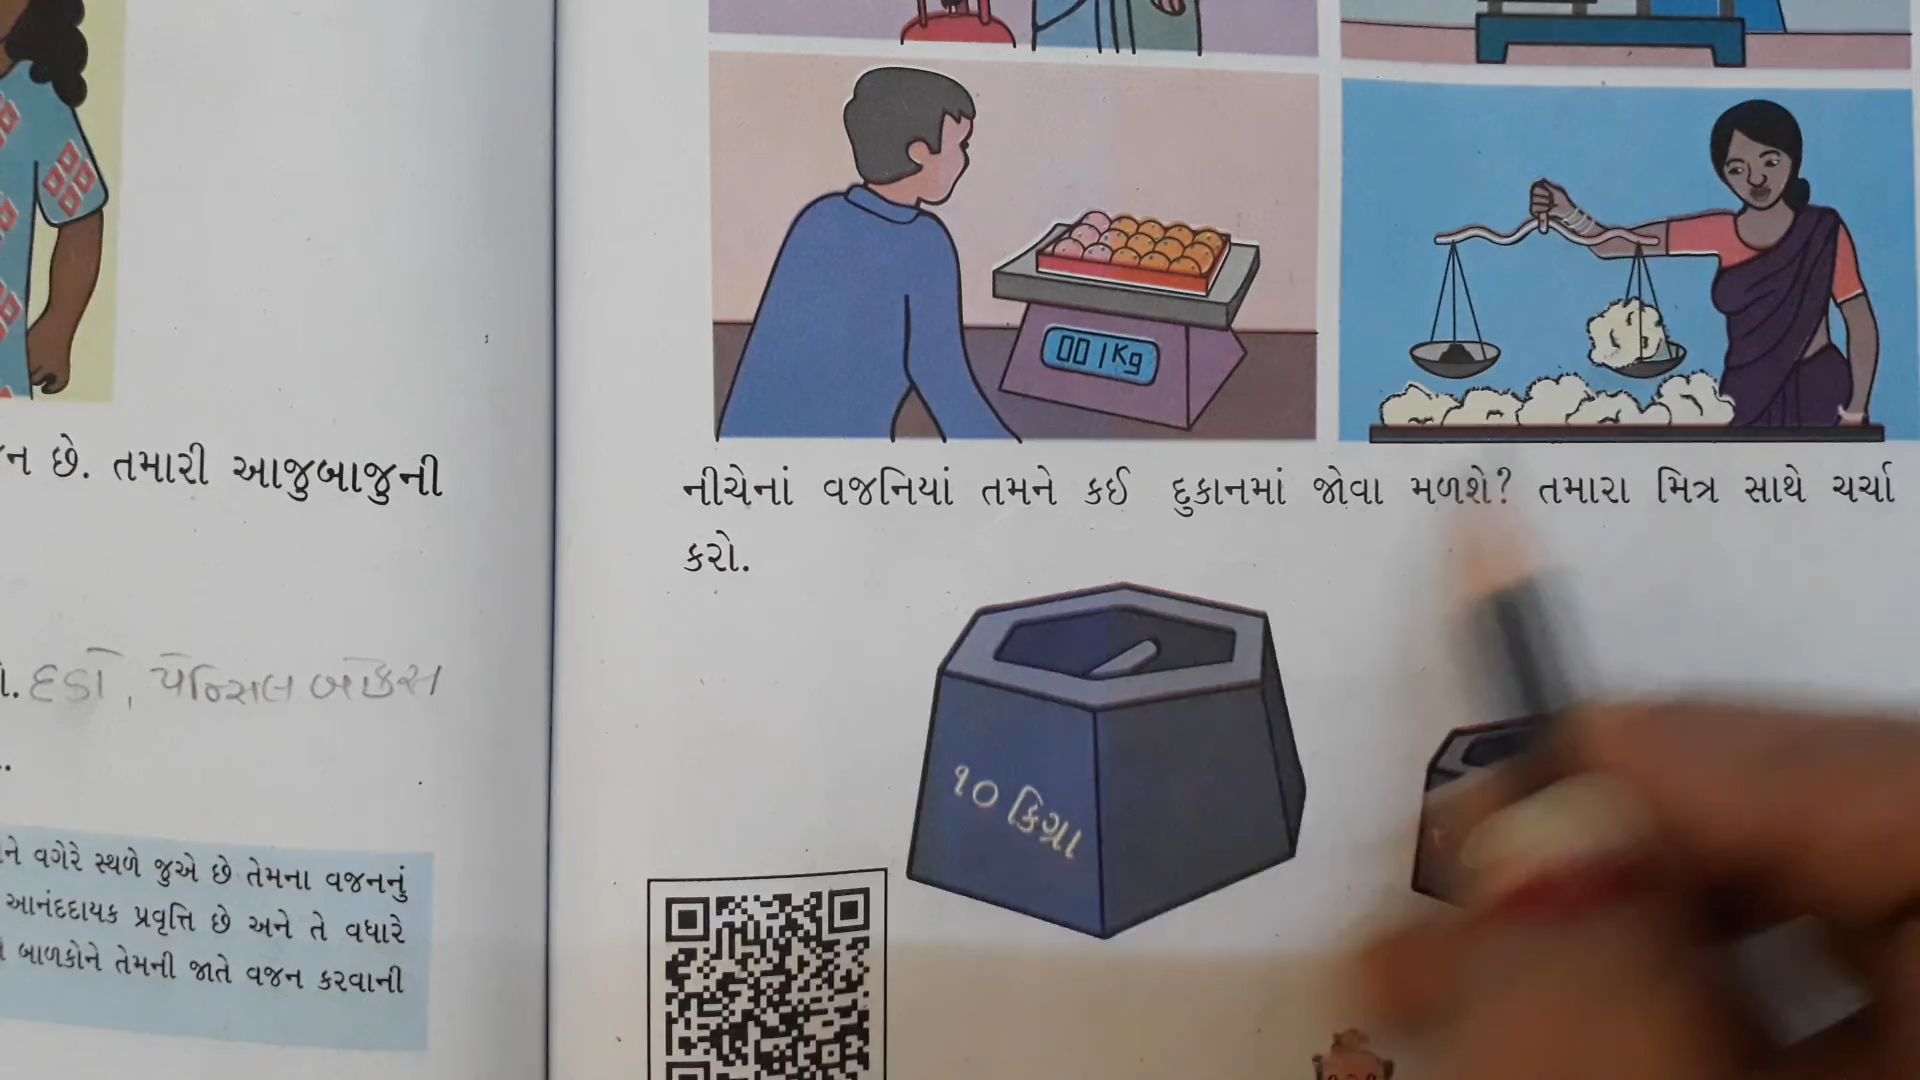 001Kg
ન છે. તમારી આજુબાજુની
નીચેનાં વજનિયાં તમને કઈ દુકાનમાં જોવા મળશે? તમારા મિત્ર સાથે ચર્ચા
કરો.
દડો, પેન્સિલ બોક્સ
૧૦ કિગ્રા
ને વગેરે સ્થળે જુએ છે તેમના વજનનું
આનંદદાયક પ્રવૃત્તિ છે અને તે વધારે
બાળકોને તેમની જાતે વજન કરવાની